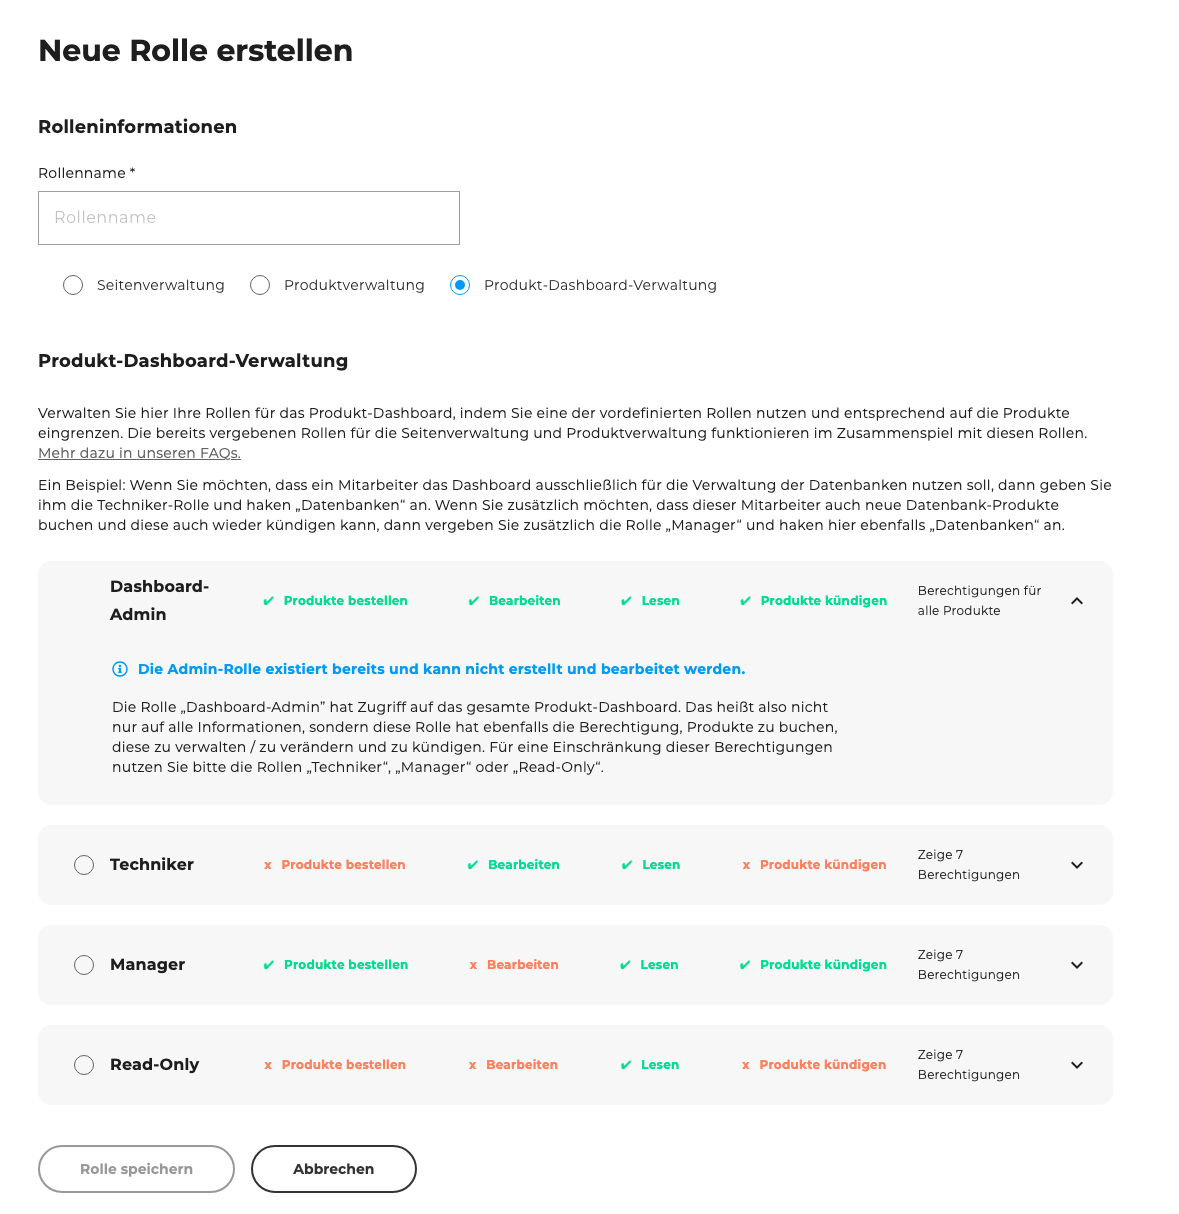 Neue Rolle erstellen
Rolleninformationen
Rollenname *
Rollenname
Seitenverwaltung Produktverwaltung Produkt-Dashboard-Verwaltung
Produkt-Dashboard-Verwaltung
Verwalten Sie hier Ihre Rollen für das Produkt-Dashboard, indem Sie eine der vordefinierten Rollen nutzen und entsprechend auf die Produkte
eingrenzen. Die bereits vergebenen Rollen für die Seitenverwaltung und Produktverwaltung funktionieren im Zusammenspiel mit diesen Rollen.
Mehr dazu in unseren FAQs.
Ein Beispiel: Wenn Sie möchten, dass ein Mitarbeiter das Dashboard ausschließlich für die Verwaltung der Datenbanken nutzen soll, dann geben Sie
ihm die Techniker-Rolle und haken „Datenbanken“ an. Wenn Sie zusätzlich möchten, dass dieser Mitarbeiter auch neue Datenbank-Produkte
buchen und diese auch wieder kündigen kann, dann vergeben Sie zusätzlich die Rolle „Manager“ und haken hier ebenfalls „Datenbanken“ an.
Dashboard-
Admin
✔ Produkte bestellen ✔ Bearbeiten ✔ Lesen ✔ Produkte kündigen
Berechtigungen für
alle Produkte
Die Admin-Rolle existiert bereits und kann nicht erstellt und bearbeitet werden.
Die Rolle „Dashboard-Admin” hat Zugriff auf das gesamte Produkt-Dashboard. Das heißt also nicht
nur auf alle Informationen, sondern diese Rolle hat ebenfalls die Berechtigung, Produkte zu buchen,
diese zu verwalten / zu verändern und zu kündigen. Für eine Einschränkung dieser Berechtigungen
nutzen Sie bitte die Rollen „Techniker“, „Manager“ oder „Read-Only“.
Techniker x Produkte bestellen ✔ Bearbeiten ✔ Lesen x Produkte kündigen
Zeige 7
Berechtigungen
Manager ✔ Produkte bestellen x Bearbeiten ✔ Lesen ✔ Produkte kündigen
Zeige 7
Berechtigungen
Read-Only x Produkte bestellen x Bearbeiten ✔ Lesen x Produkte kündigen
Zeige 7
Berechtigungen
Rolle speichern Abbrechen